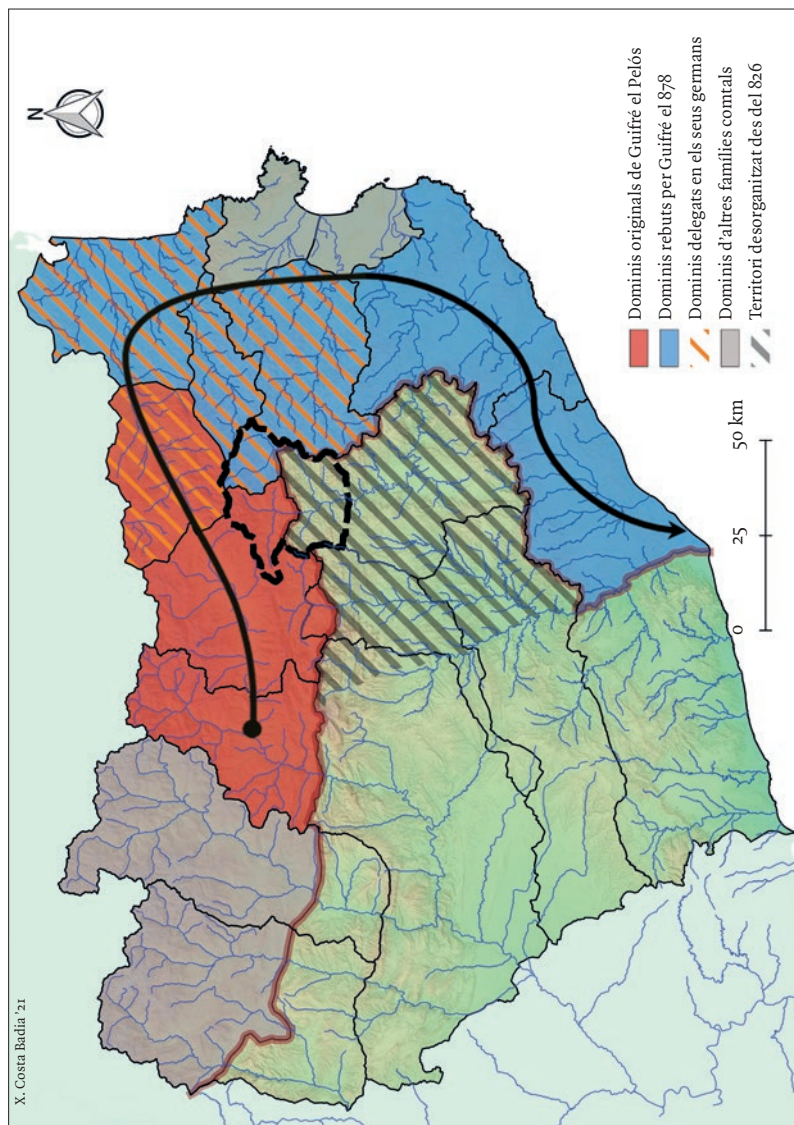 X. Costa Badia '21
N
Dominis originals de Guifré el Pelós
Dominis rebuts per Guifré el 878
Dominis delegats en els seus germans
Dominis d'altres famílies comtals
Territori desorganitzat des del 826
0 25 50 km